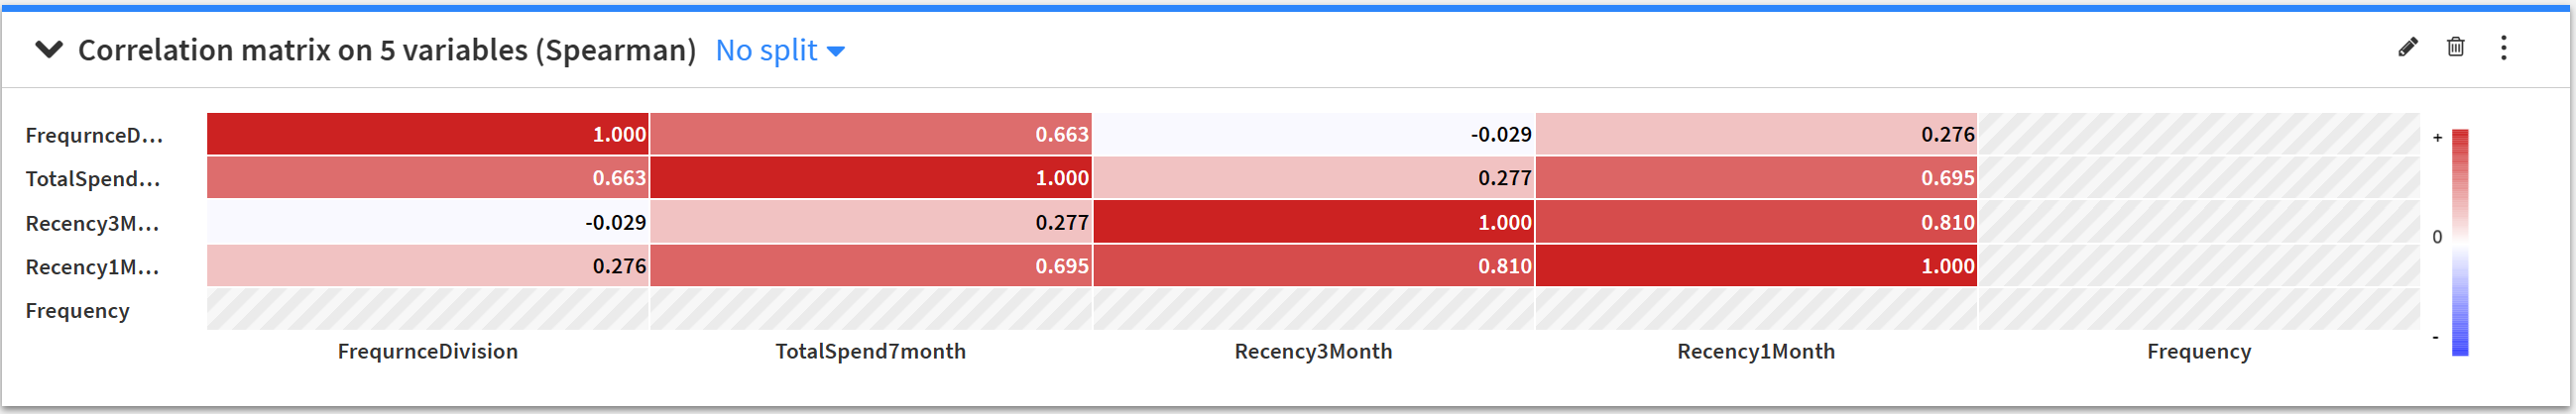 Correlation matrix on 5 variables (Spearman) No split
FrequrnceD... 1.000 0.663 -0.029 0.276 +
TotalSpend... 0.663 1.000 0.277 0.695
Recency3M... -0.029 0.277 1.000 0.810 0
Recency1M... 0.276 0.695 0.810 1.000
Frequency -
FrequrnceDivision TotalSpend7month Recency3Month Recency1Month Frequency